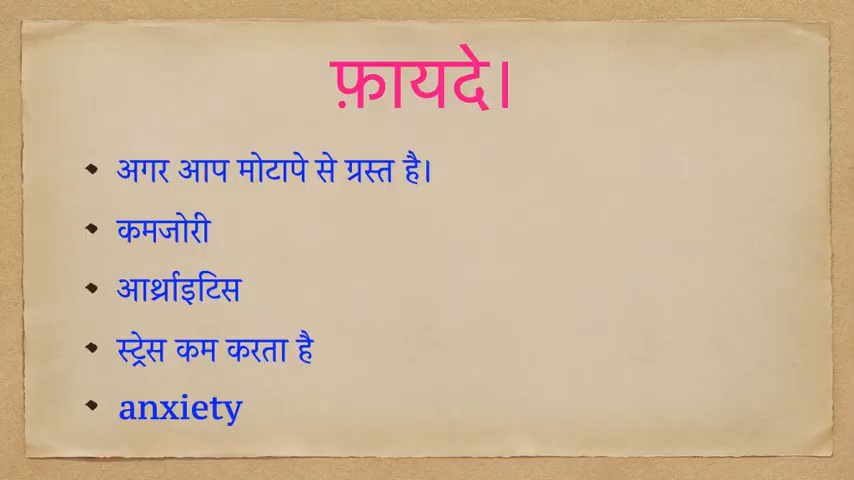 फ़ायदे।
अगर आप मोटापे से ग्रस्त है।
कमजोरी
आर्थ्राइटिस
स्ट्रेस कम करता है
anxiety